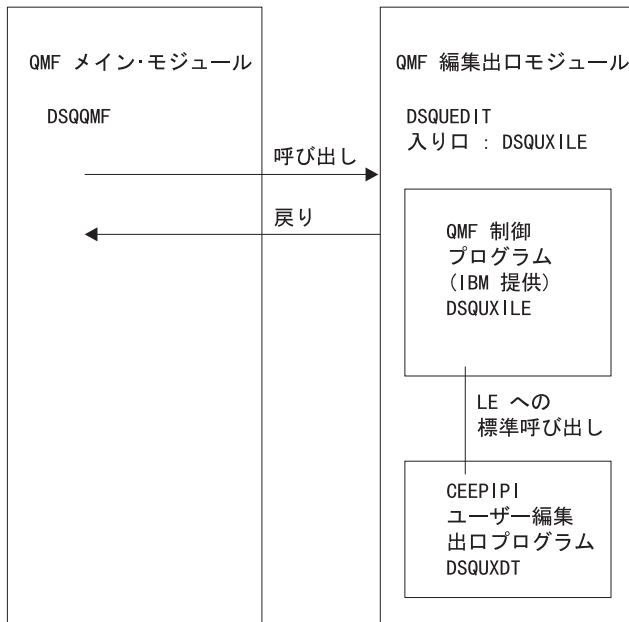 QMF メイン・モジュール
DSQQMF
呼び出し
戻り
QMF 編集出口モジュール
DSQUEDIT
入り口 : DSQUXILE
QMF 制御
プログラム
(IBM 提供)
DSQUXILE
LE への
標準呼び出し
CEEPIPI
ユーザー編集
出口プログラム
DSQUXDT